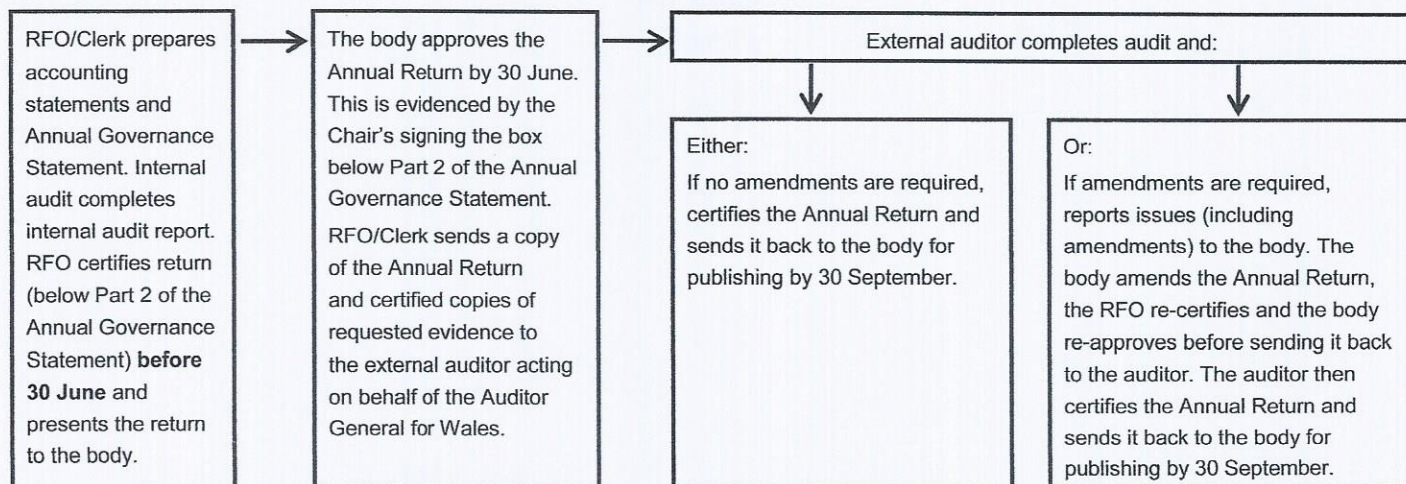 RFO/Clerk prepares
accounting
statements and
Annual Governance
Statement. Internal
audit completes
internal audit report.
RFO certifies return
(below Part 2 of the
Annual Governance
Statement) before
30 June and
presents the return
to the body.
The body approves the
Annual Return by 30 June.
This is evidenced by the
Chair's signing the box
below Part 2 of the Annual
Governance Statement.
RFO/Clerk sends a copy
of the Annual Return
and certified copies of
requested evidence to
the external auditor acting
on behalf of the Auditor
General for Wales.
External auditor completes audit and:
Either:
If no amendments are required,
certifies the Annual Return and
sends it back to the body for
publishing by 30 September.
Or:
If amendments are required,
reports issues (including
amendments) to the body. The
body amends the Annual Return,
the RFO re-certifies and the body
re-approves before sending it back
to the auditor. The auditor then
certifies the Annual Return and
sends it back to the body for
publishing by 30 September.